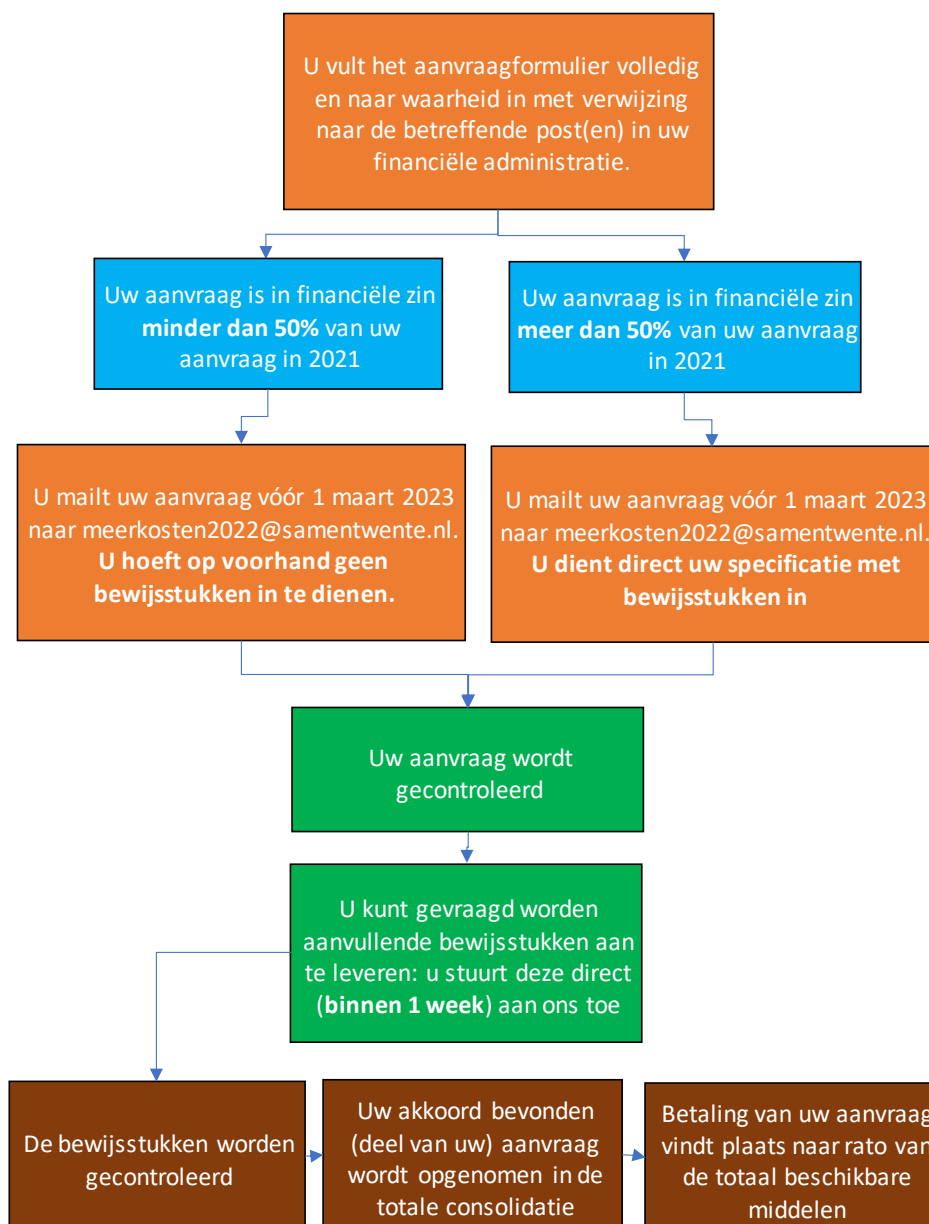 U vult het aanvraagformulier volledig
en naar waarheid in met verwijzing
naar de betreffende post(en) in uw
financiële administratie.
Uw aanvraag is in financiële zin
minder dan 50% van uw
aanvraag in 2021
Uw aanvraag is in financiële zin
meer dan 50% van uw aanvraag
in 2021
U mailt uw aanvraag vóór 1 maart 2023
naar meerkosten2022@samentwente.nl.
U hoeft op voorhand geen
bewijsstukken in te dienen.
U mailt uw aanvraag vóór 1 maart 2023
naar meerkosten2022@samentwente.nl.
U dient direct uw specificatie met
bewijsstukken in
Uw aanvraag wordt
gecontroleerd
U kunt gevraagd worden
aanvullende bewijsstukken aan
te leveren: u stuurt deze direct
(binnen 1 week) aan ons toe
De bewijsstukken worden
gecontroleerd
Uw akkoord bevonden
(deel van uw) aanvraag
wordt opgenomen in de
totale consolidatie
Betaling van uw aanvraag
vindt plaats naar rato van
de totaal beschikbare
middelen